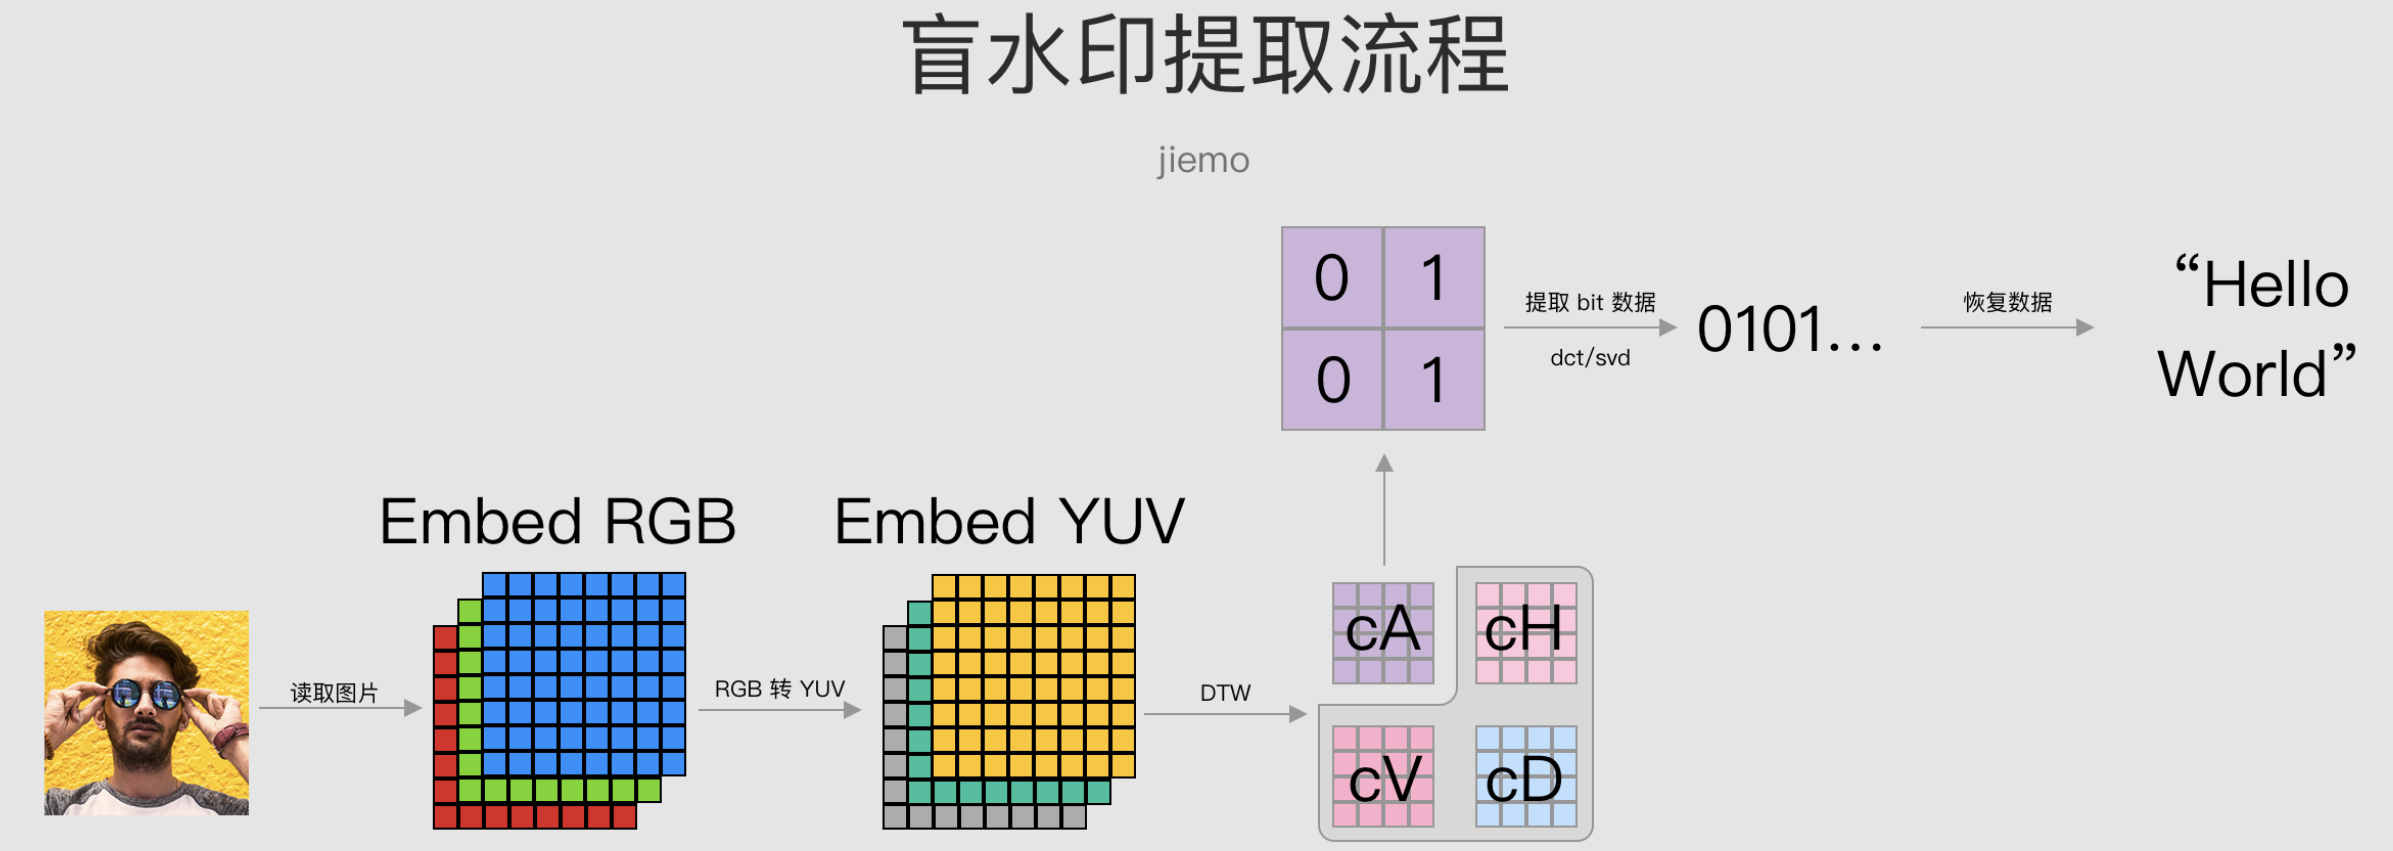 盲水印提取流程
jiemo
0 1
0 1
提取 bit 数据
dct/svd
0101...
恢复数据
“Hello
World”
Embed RGB
Embed YUV
读取图片
RGB 转 YUV
DTW
cA
cH
cV
cD